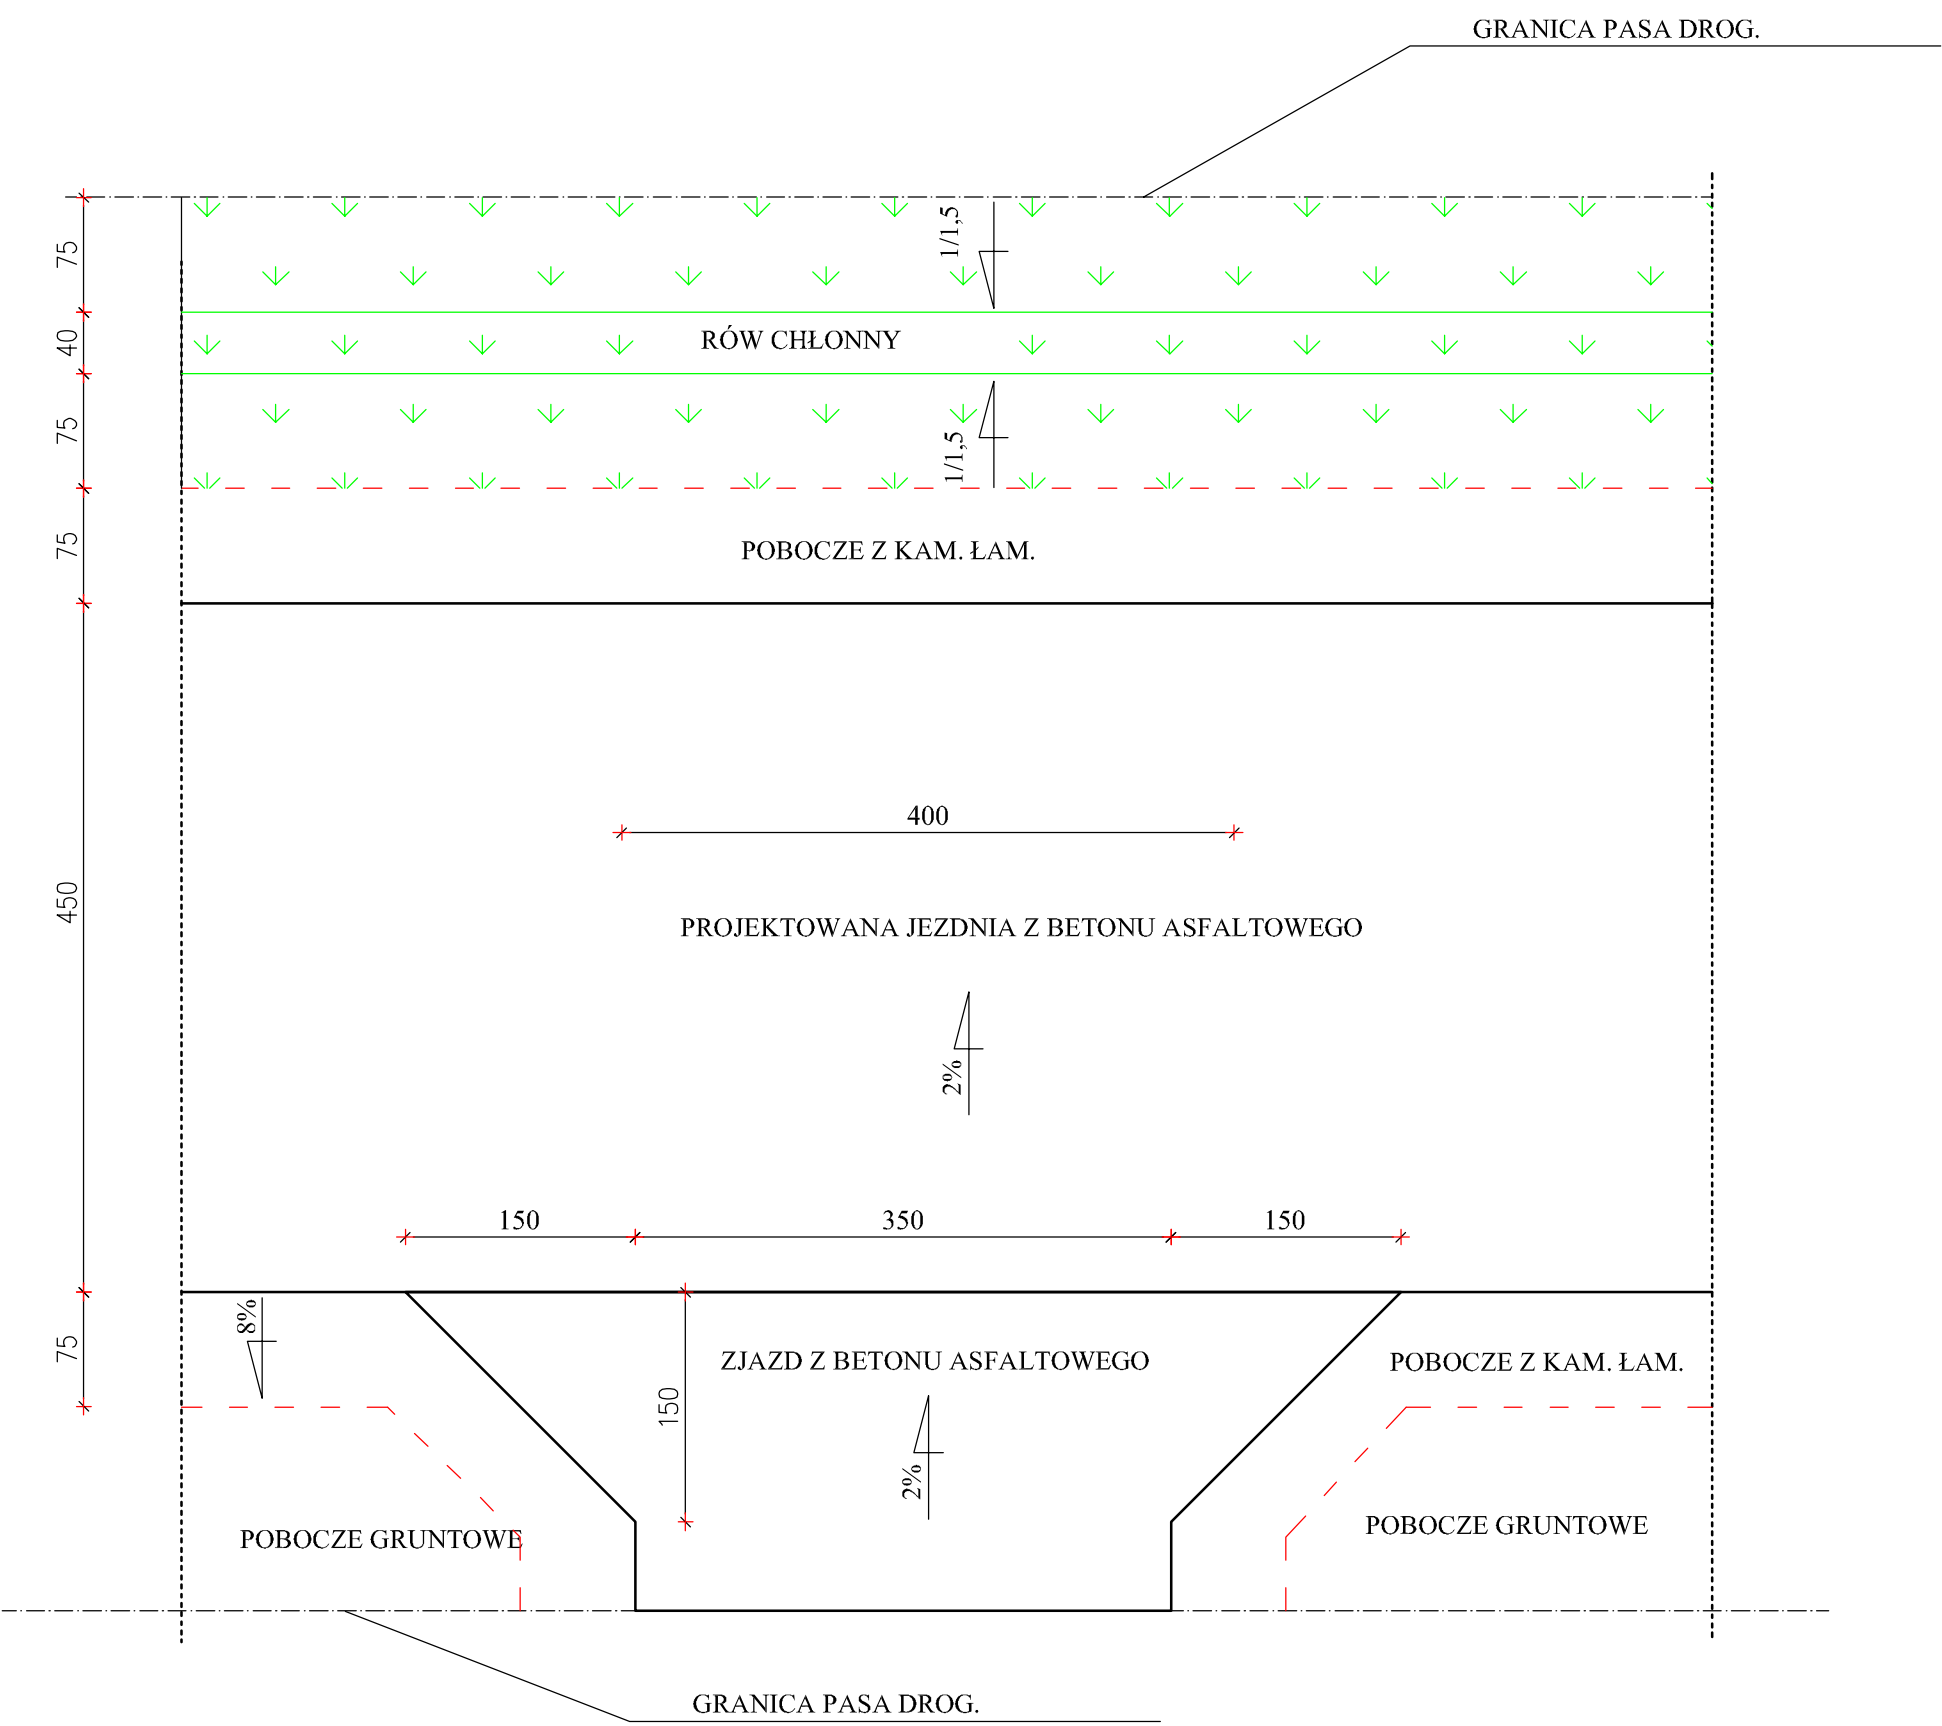 GRANICA PASA DROG.
75
1/1,5
40
RÓW CHŁONNY
75
1/1,5
75
POBOCZE Z KAM. ŁAM.
400
450
PROJEKTOWANA JEZDNIA Z BETONU ASFALTOWEGO
2%
150
350
150
8%
75
ZJAZD Z BETONU ASFALTOWEGO
POBOCZE Z KAM. ŁAM.
150
2%
POBOCZE GRUNTOWE
POBOCZE GRUNTOWE
GRANICA PASA DROG.